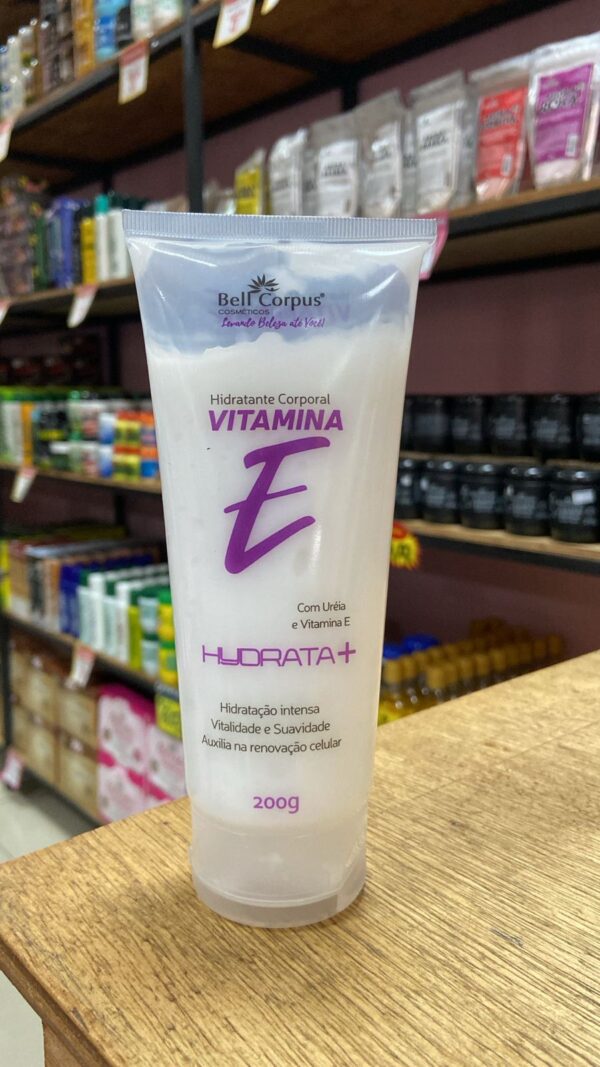 Bell Corpus®
COSMÉTICOS
Levando Beleza até Você!
Hidratante Corporal
VITAMINA
E
Com Uréia
e Vitamina E
HYDRATA+
Hidratação intensa
Vitalidade e Suavidade
Auxilia na renovação celular
200g